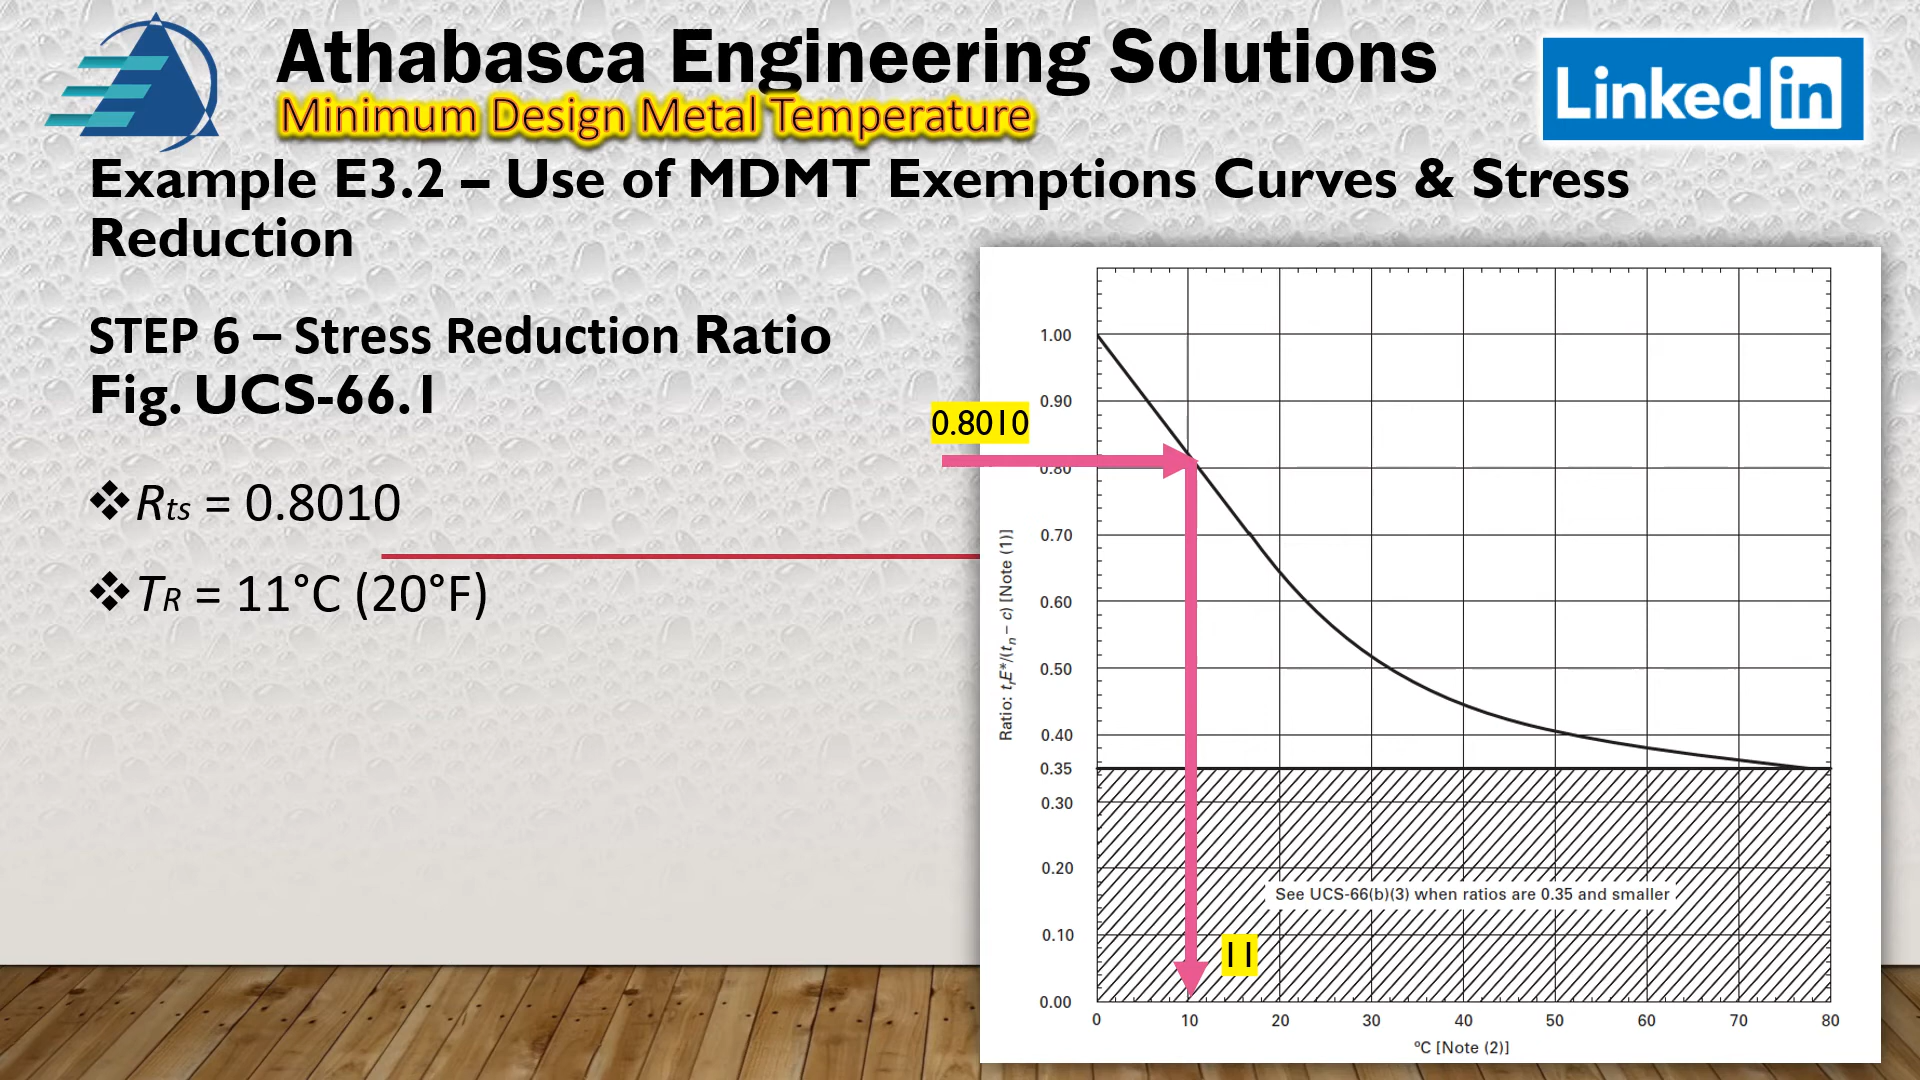 Athabasca Engineering Solutions
Minimum Design Metal Temperature
LinkedIn
Example E3.2 – Use of MDMT Exemptions Curves & Stress
Reduction
STEP 6 – Stress Reduction Ratio
Fig. UCS-66.1
❖Rts = 0.8010
❖TR = 11°C (20°F)
0.8010
1.00
0.90
0.80
0.70
0.60
0.50
0.40
0.35
0.30
0.20
0.10
0.00
Ratio: trE*/(tn – c) [Note (1)]
See UCS-66(b)(3) when ratios are 0.35 and smaller
11
0 10 20 30 40 50 60 70 80
ºC [Note (2)]